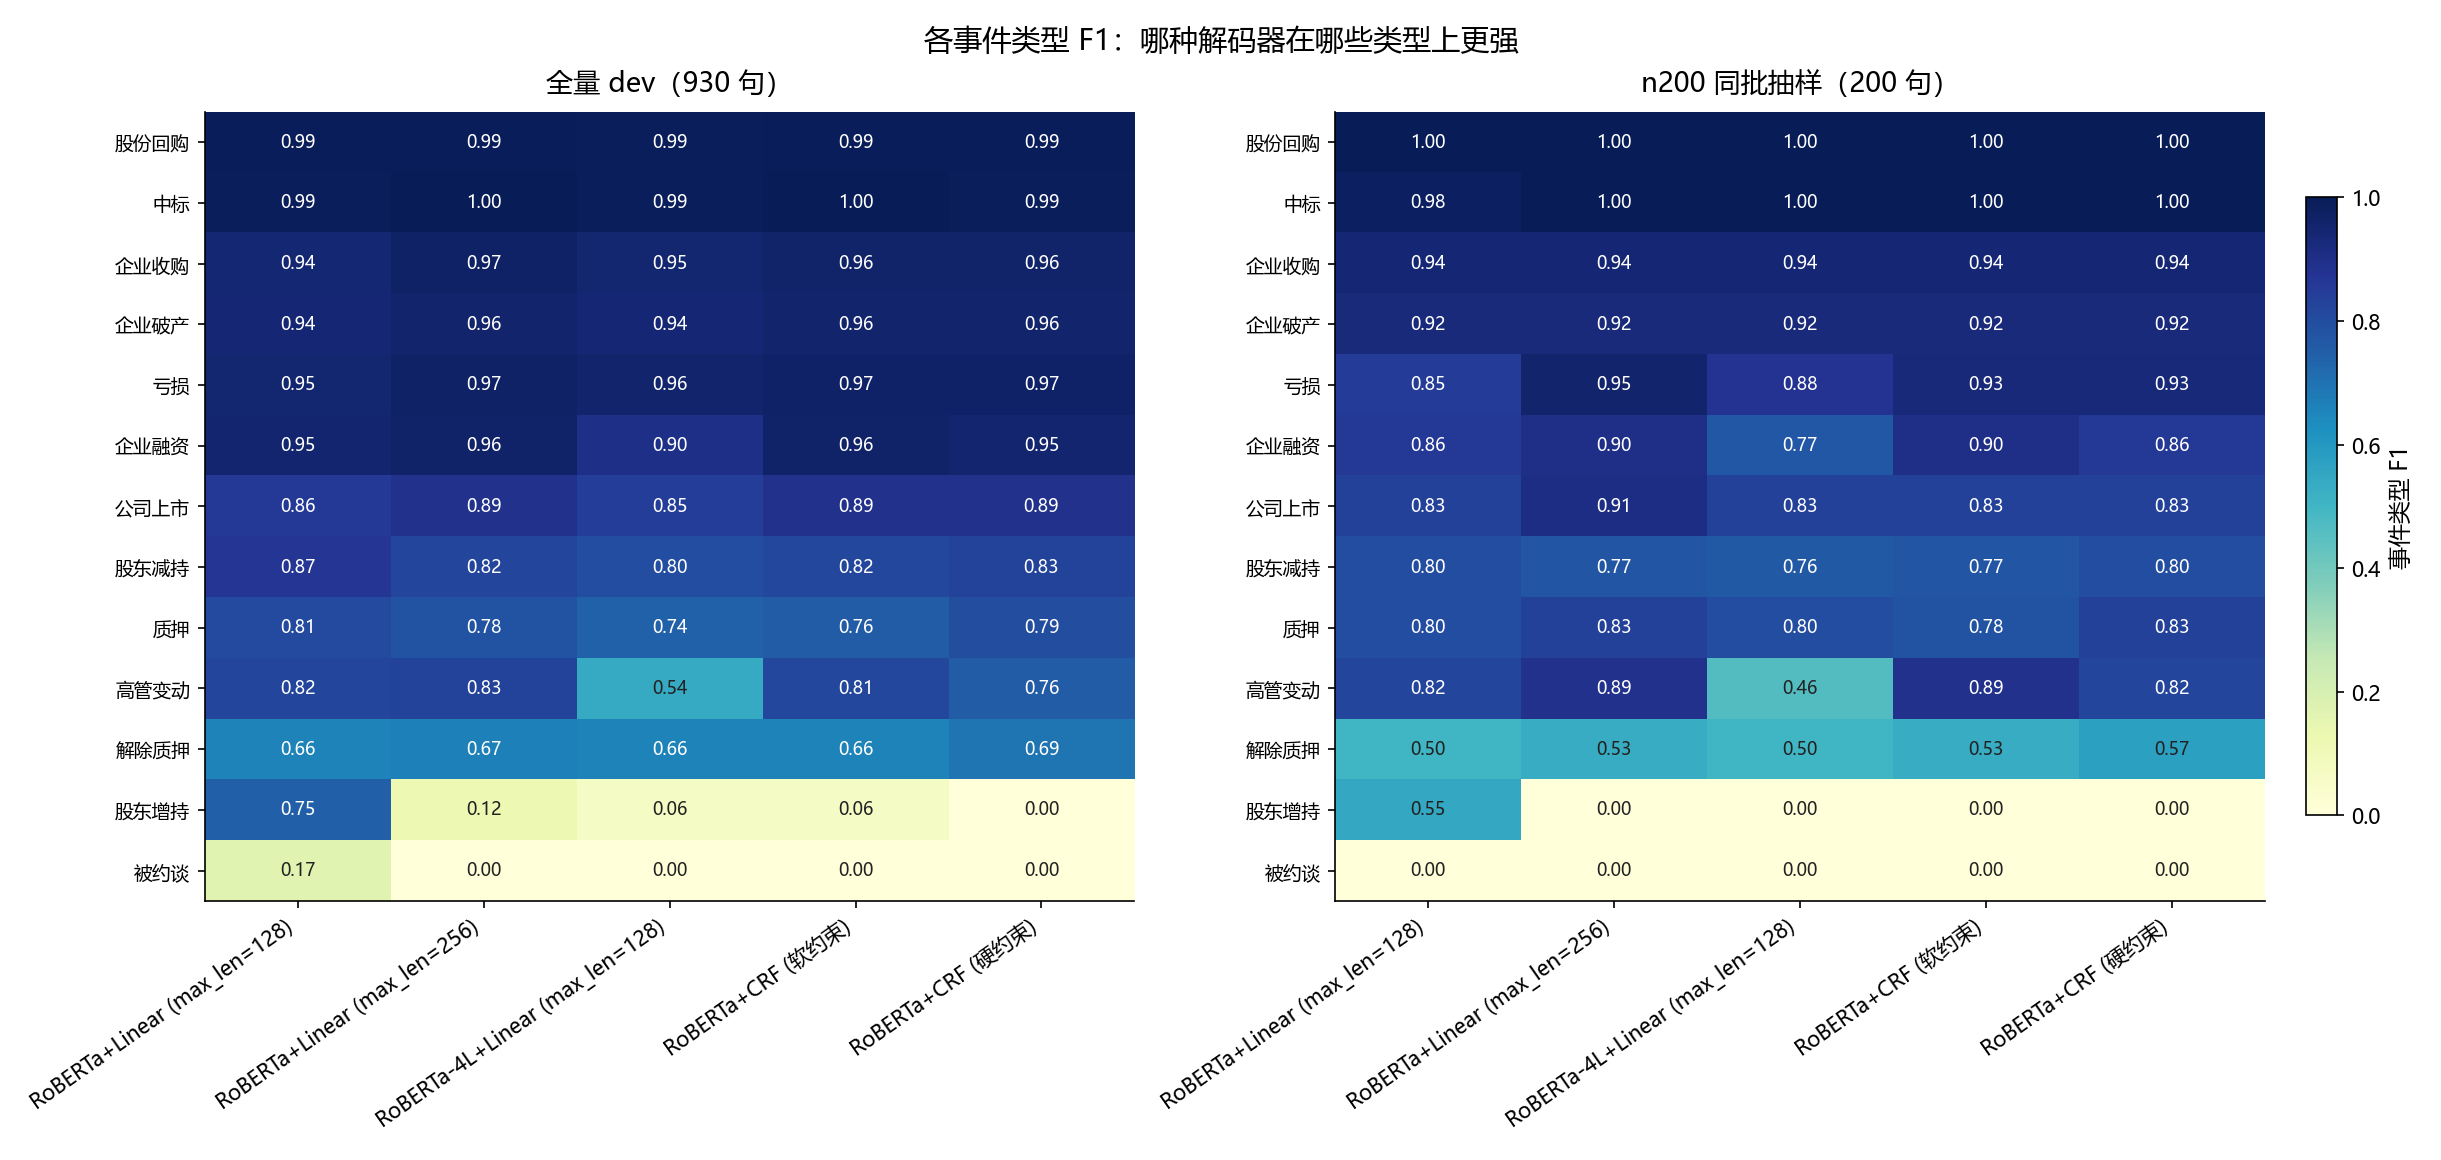 各事件类型 F1：哪种解码器在哪些类型上更强
全量 dev（930 句）
股份回购 0.99 0.99 0.99 0.99 0.99
中标 0.99 1.00 0.99 1.00 0.99
企业收购 0.94 0.97 0.95 0.96 0.96
企业破产 0.94 0.96 0.94 0.96 0.96
亏损 0.95 0.97 0.96 0.97 0.97
企业融资 0.95 0.96 0.90 0.96 0.95
公司上市 0.86 0.89 0.85 0.89 0.89
股东减持 0.87 0.82 0.80 0.82 0.83
质押 0.81 0.78 0.74 0.76 0.79
高管变动 0.82 0.83 0.54 0.81 0.76
解除质押 0.66 0.67 0.66 0.66 0.69
股东增持 0.75 0.12 0.06 0.06 0.00
被约谈 0.17 0.00 0.00 0.00 0.00
RoBERTa+Linear (max_len=128)
RoBERTa+Linear (max_len=256)
RoBERTa-4L+Linear (max_len=128)
RoBERTa+CRF (软约束)
RoBERTa+CRF (硬约束)
n200 同批抽样（200 句）
股份回购 1.00 1.00 1.00 1.00 1.00
中标 0.98 1.00 1.00 1.00 1.00
企业收购 0.94 0.94 0.94 0.94 0.94
企业破产 0.92 0.92 0.92 0.92 0.92
亏损 0.85 0.95 0.88 0.93 0.93
企业融资 0.86 0.90 0.77 0.90 0.86
公司上市 0.83 0.91 0.83 0.83 0.83
股东减持 0.80 0.77 0.76 0.77 0.80
质押 0.80 0.83 0.80 0.78 0.83
高管变动 0.82 0.89 0.46 0.89 0.82
解除质押 0.50 0.53 0.50 0.53 0.57
股东增持 0.55 0.00 0.00 0.00 0.00
被约谈 0.00 0.00 0.00 0.00 0.00
RoBERTa+Linear (max_len=128)
RoBERTa+Linear (max_len=256)
RoBERTa-4L+Linear (max_len=128)
RoBERTa+CRF (软约束)
RoBERTa+CRF (硬约束)
1.0
0.8
0.6
0.4
0.2
0.0
事件类型 F1